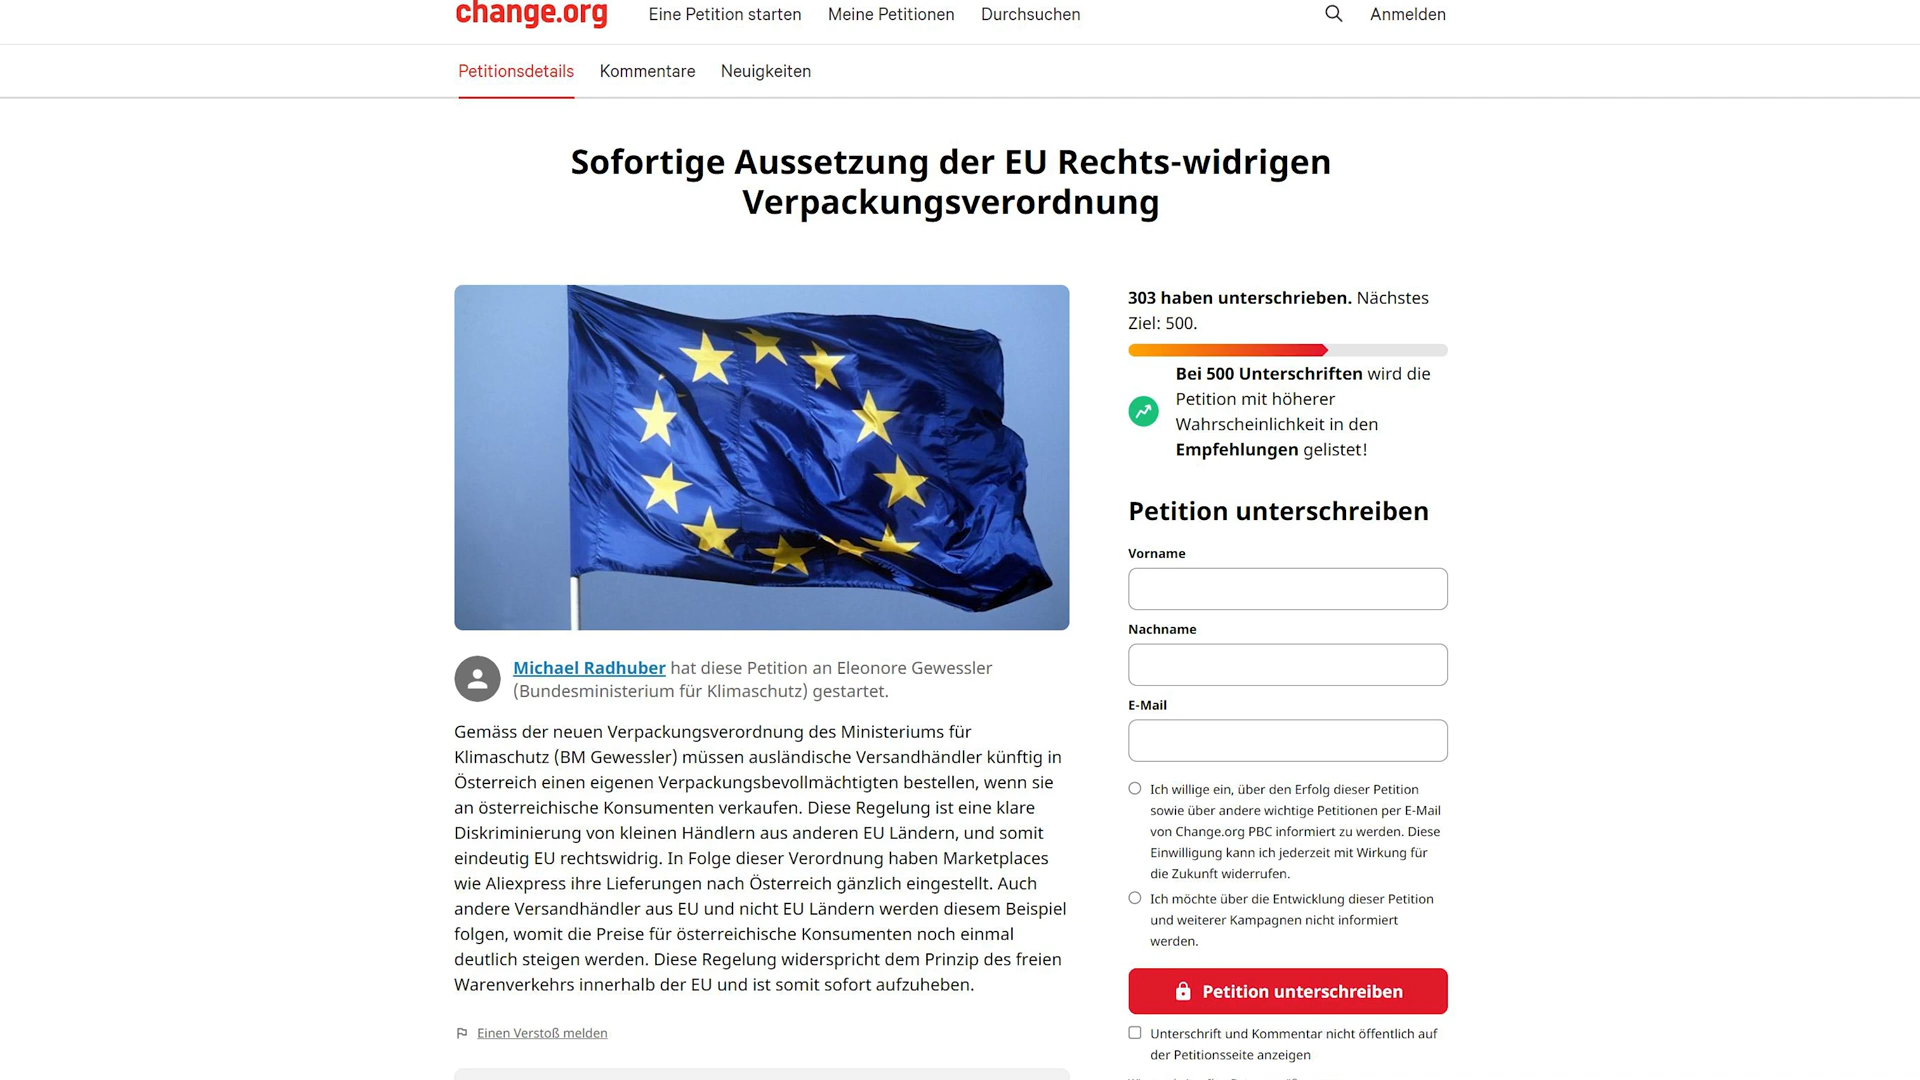 change.org
Eine Petition starten
Meine Petitionen
Durchsuchen
Anmelden
Petitionsdetails
Kommentare
Neuigkeiten
Sofortige Aussetzung der EU Rechts-widrigen
Verpackungsverordnung
303 haben unterschrieben. Nächstes
Ziel: 500.
Bei 500 Unterschriften wird die
Petition mit höherer
Wahrscheinlichkeit in den
Empfehlungen gelistet!
Petition unterschreiben
Vorname
Nachname
E-Mail
Ich willige ein, über den Erfolg dieser Petition
sowie über andere wichtige Petitionen per E-Mail
von Change.org PBC informiert zu werden. Diese
Einwilligung kann ich jederzeit mit Wirkung für
die Zukunft widerrufen.
Ich möchte über die Entwicklung dieser Petition
und weiterer Kampagnen nicht informiert
werden.
Petition unterschreiben
Unterschrift und Kommentar nicht öffentlich auf
der Petitionsseite anzeigen
Michael Radhuber hat diese Petition an Eleonore Gewessler
(Bundesministerium für Klimaschutz) gestartet.
Gemäss der neuen Verpackungsverordnung des Ministeriums für
Klimaschutz (BM Gewessler) müssen ausländische Versandhändler künftig in
Österreich einen eigenen Verpackungsbevollmächtigten bestellen, wenn sie
an österreichische Konsumenten verkaufen. Diese Regelung ist eine klare
Diskriminierung von kleinen Händlern aus anderen EU Ländern, und somit
eindeutig EU rechtswidrig. In Folge dieser Verordnung haben Marketplaces
wie Aliexpress ihre Lieferungen nach Österreich gänzlich eingestellt. Auch
andere Versandhändler aus EU und nicht EU Ländern werden diesem Beispiel
folgen, womit die Preise für österreichische Konsumenten noch einmal
deutlich steigen werden. Diese Regelung widerspricht dem Prinzip des freien
Warenverkehrs innerhalb der EU und ist somit sofort aufzuheben.
Einen Verstoß melden